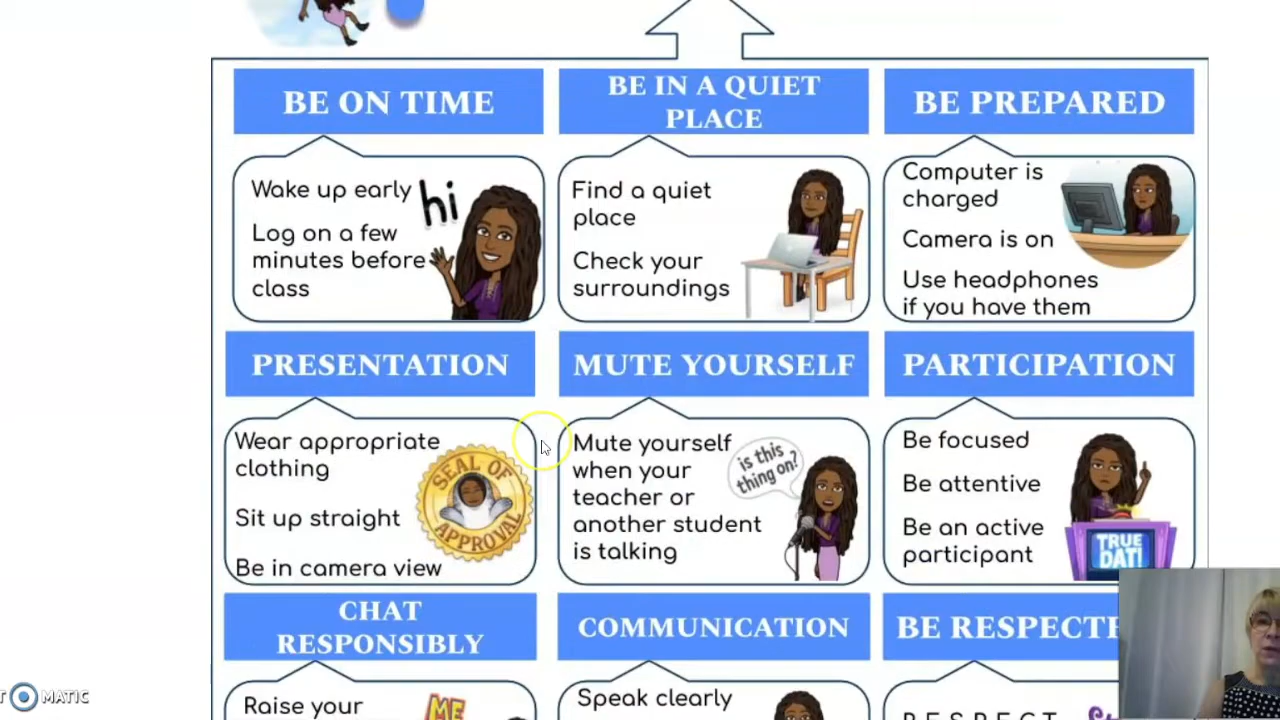 BE ON TIME
Wake up early
hi
Log on a few
minutes before
class
BE IN A QUIET
PLACE
Find a quiet
place
Check your
surroundings
BE PREPARED
Computer is
charged
Camera is on
Use headphones
if you have them
PRESENTATION
Wear appropriate
clothing
Sit up straight
Be in camera view
SEAL OF
APPROVAL
MUTE YOURSELF
Mute yourself
when your
teacher or
another student
is talking
is this
thing on?
PARTICIPATION
Be focused
Be attentive
Be an active
participant
TRUE
DAT!
CHAT
RESPONSIBLY
Raise your
ME
COMMUNICATION
Speak clearly
BE RESPECTF
MATIC